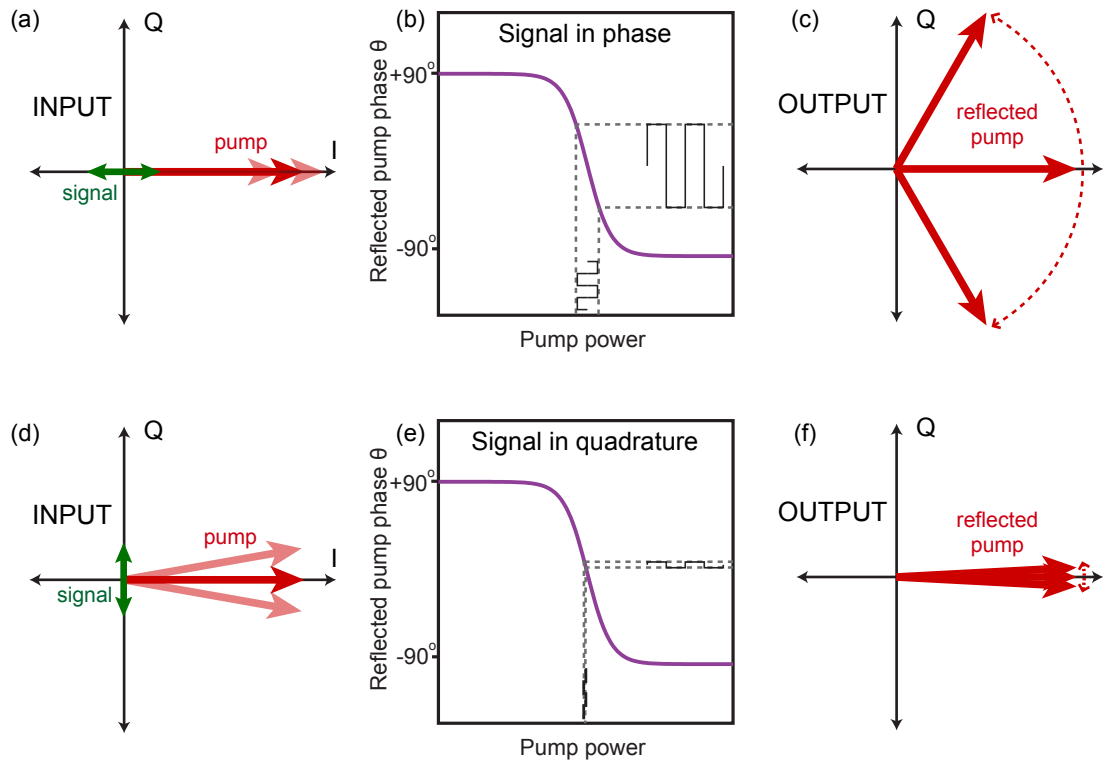 (a)
Q
INPUT
pump
I
signal
(b)
Signal in phase
Reflected pump phase θ
+90°
-90°
Pump power
(c)
Q
OUTPUT
reflected
pump
(d)
Q
INPUT
pump
I
signal
(e)
Signal in quadrature
Reflected pump phase θ
+90°
-90°
Pump power
(f)
Q
OUTPUT
reflected
pump